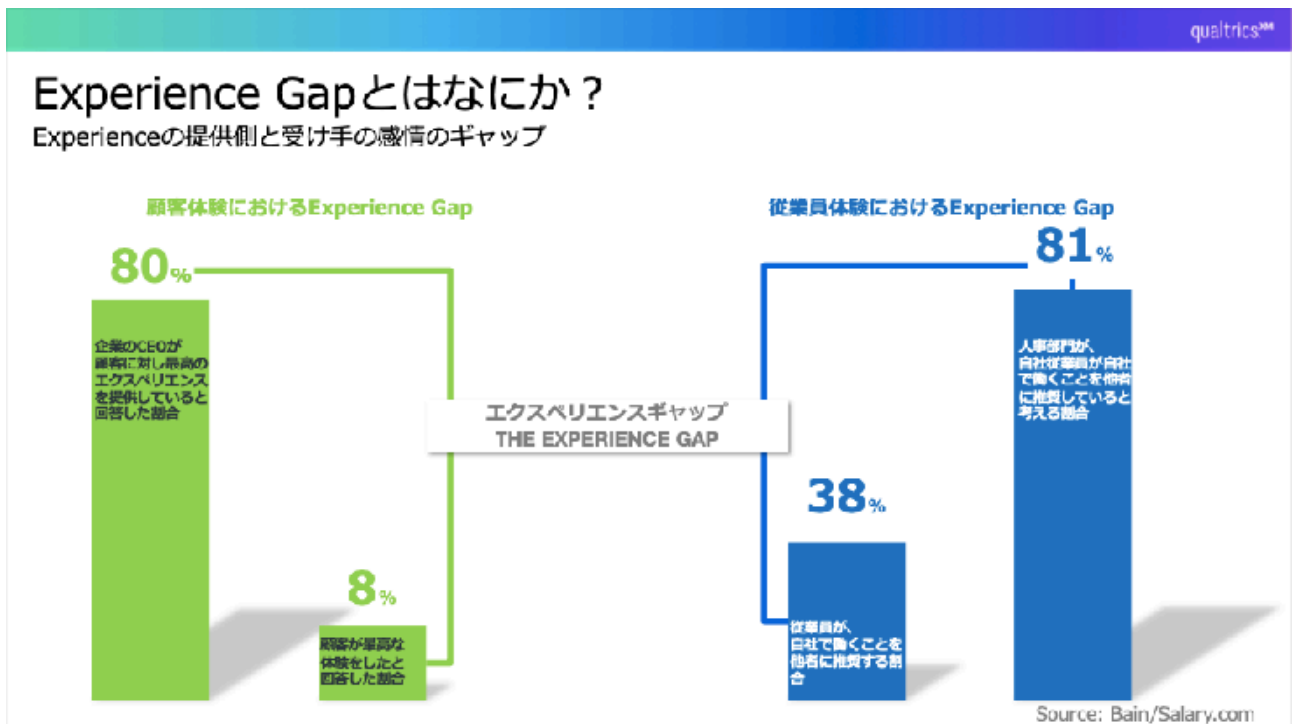 qualtrics
Experience Gapとはなにか?
Experienceの提供側と受け手の感情のギャップ
顧客体験におけるExperience Gap
80%
企業のCEOが
顧客に対し最高の
エクスペリエンス
を提供していると
回答した割合
8%
顧客が最高な
体験をしたと
回答した割合
エクスペリエンスギャップ
THE EXPERIENCE GAP
従業員体験におけるExperience Gap
38%
従業員が、
自社で働くことを
他者に推奨する割
合
81%
人事部門が、
自社従業員が自社
で働くことを他者
に推奨していると
考える割合
Source: Bain/Salary.com